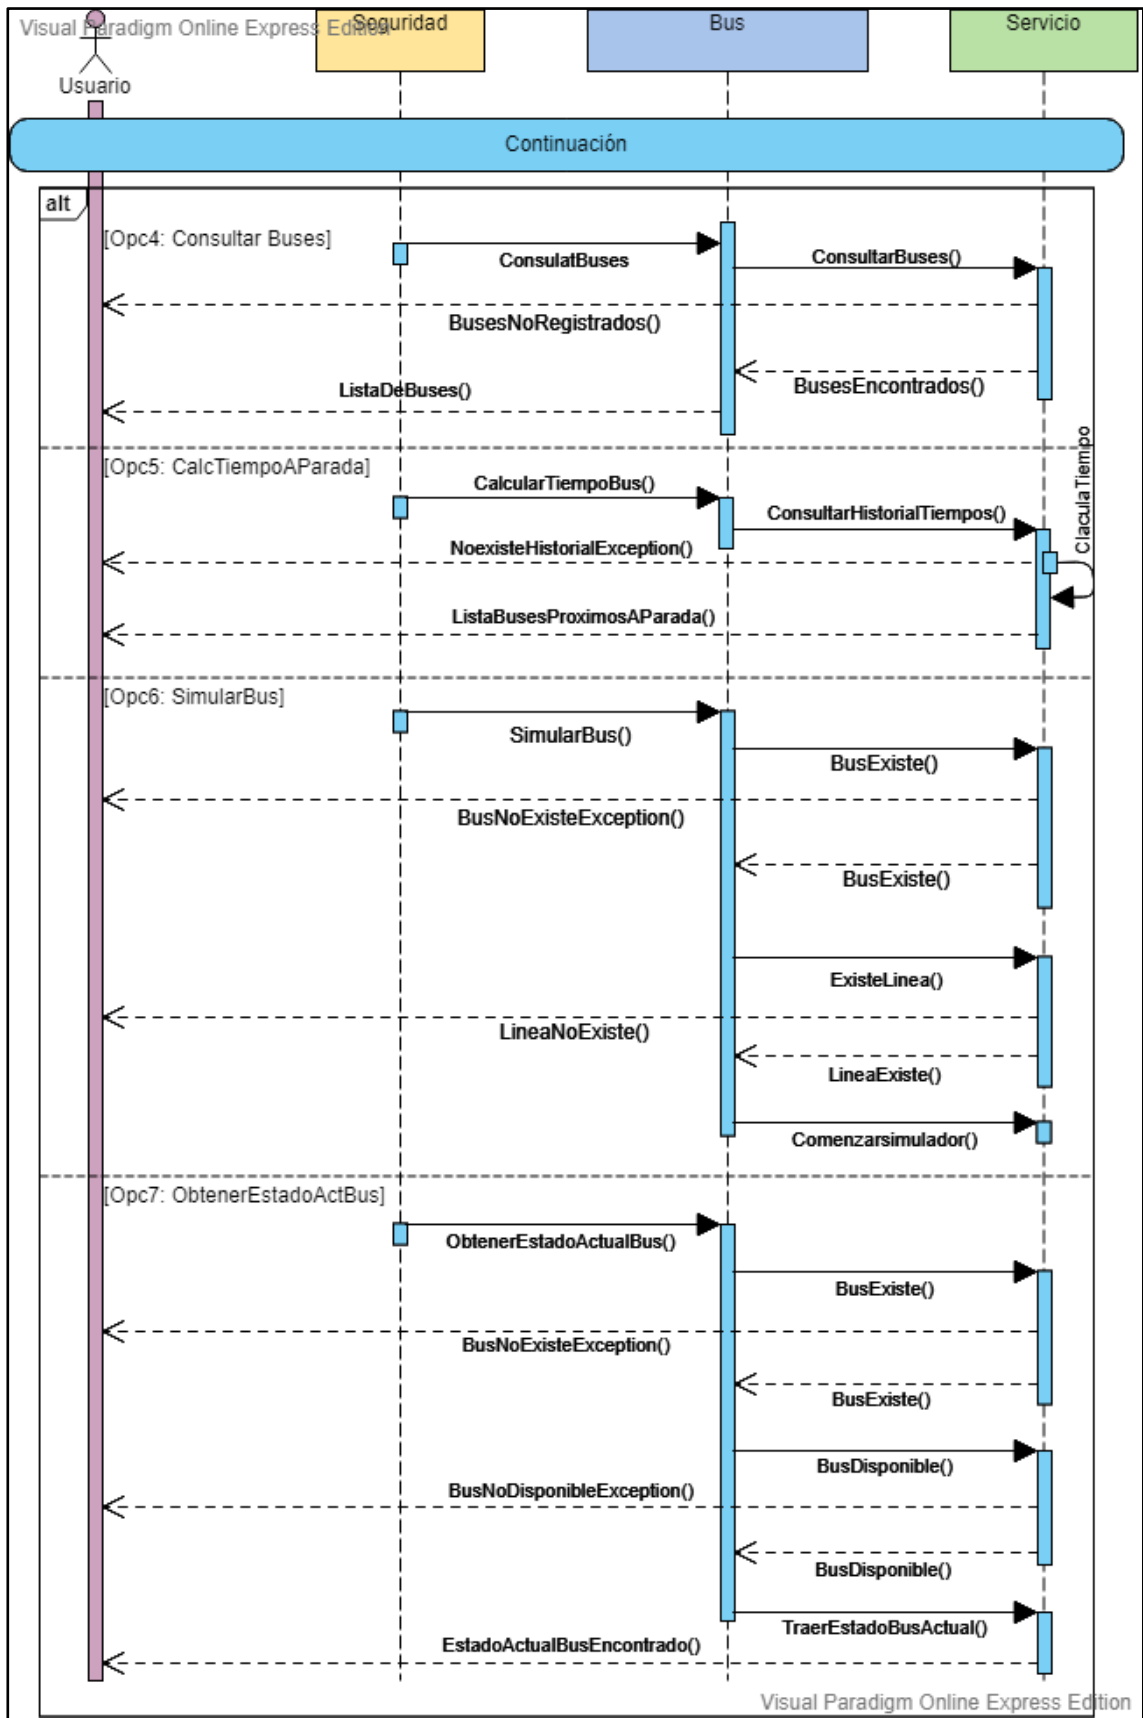 Visual Paradigm Online Express Edition
Seguridad
Bus
Servicio
Usuario
Continuación
alt
[Opc4: Consultar Buses]
ConsulatBuses
ConsultarBuses()
BusesNoRegistrados()
BusesEncontrados()
ListaDeBuses()
[Opc5: CalcTiempoAParada]
CalcularTiempoBus()
ConsultarHistorialTiempos()
ClaculaTiempo
NoexisteHistorialException()
ListaBusesProximosAParada()
[Opc6: SimularBus]
SimularBus()
BusExiste()
BusNoExisteException()
BusExiste()
ExisteLinea()
LineaNoExiste()
LineaExiste()
Comenzarsimulador()
[Opc7: ObtenerEstadoActBus]
ObtenerEstadoActualBus()
BusExiste()
BusNoExisteException()
BusExiste()
BusDisponible()
BusNoDisponibleException()
BusDisponible()
TraerEstadoBusActual()
EstadoActualBusEncontrado()
Visual Paradigm Online Express Edition